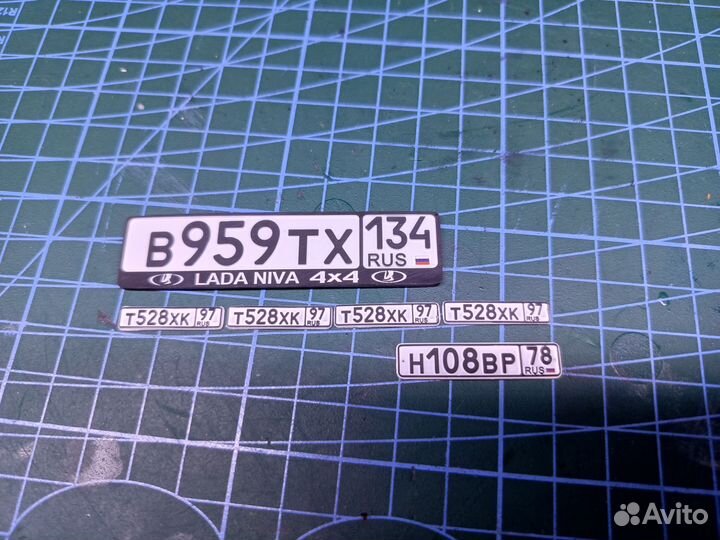 R12
В959ТХ 134
RUS
LADA NIVA 4x4
Т528ХК 97 RUS
Т528ХК 97 RUS
Т528ХК 97 RUS
Т528ХК 97 RUS
Н108ВР 78
RUS
Avito